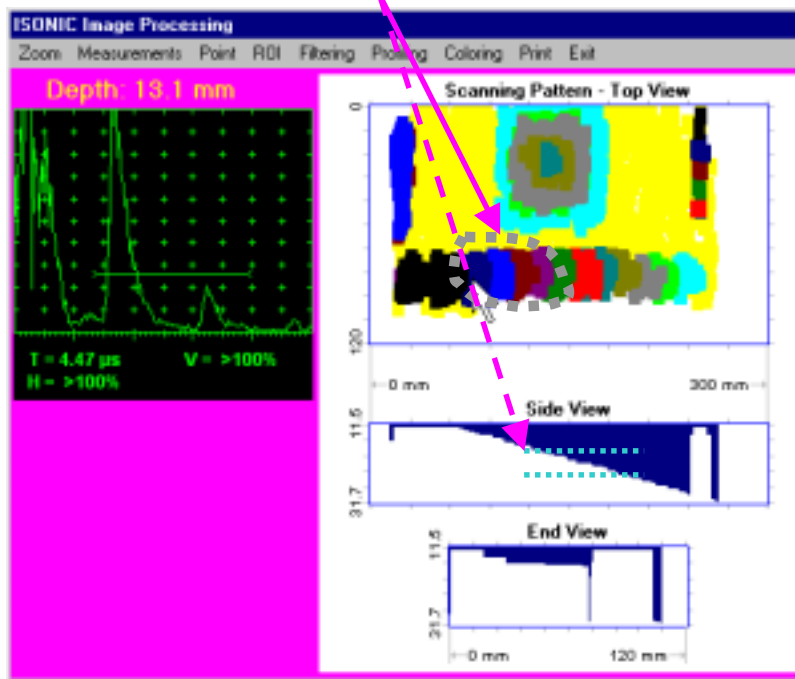 ISONIC Image Processing
Zoom Measurements Point ROI Filtering Profiling Coloring Print Exit
Depth: 13.1 mm
T = 4.47 µs V = >100%
H = >100%
Scanning Pattern - Top View
0
120
0 mm 300 mm
Side View
11.5
31.7
End View
11.5
31.7
0 mm 120 mm